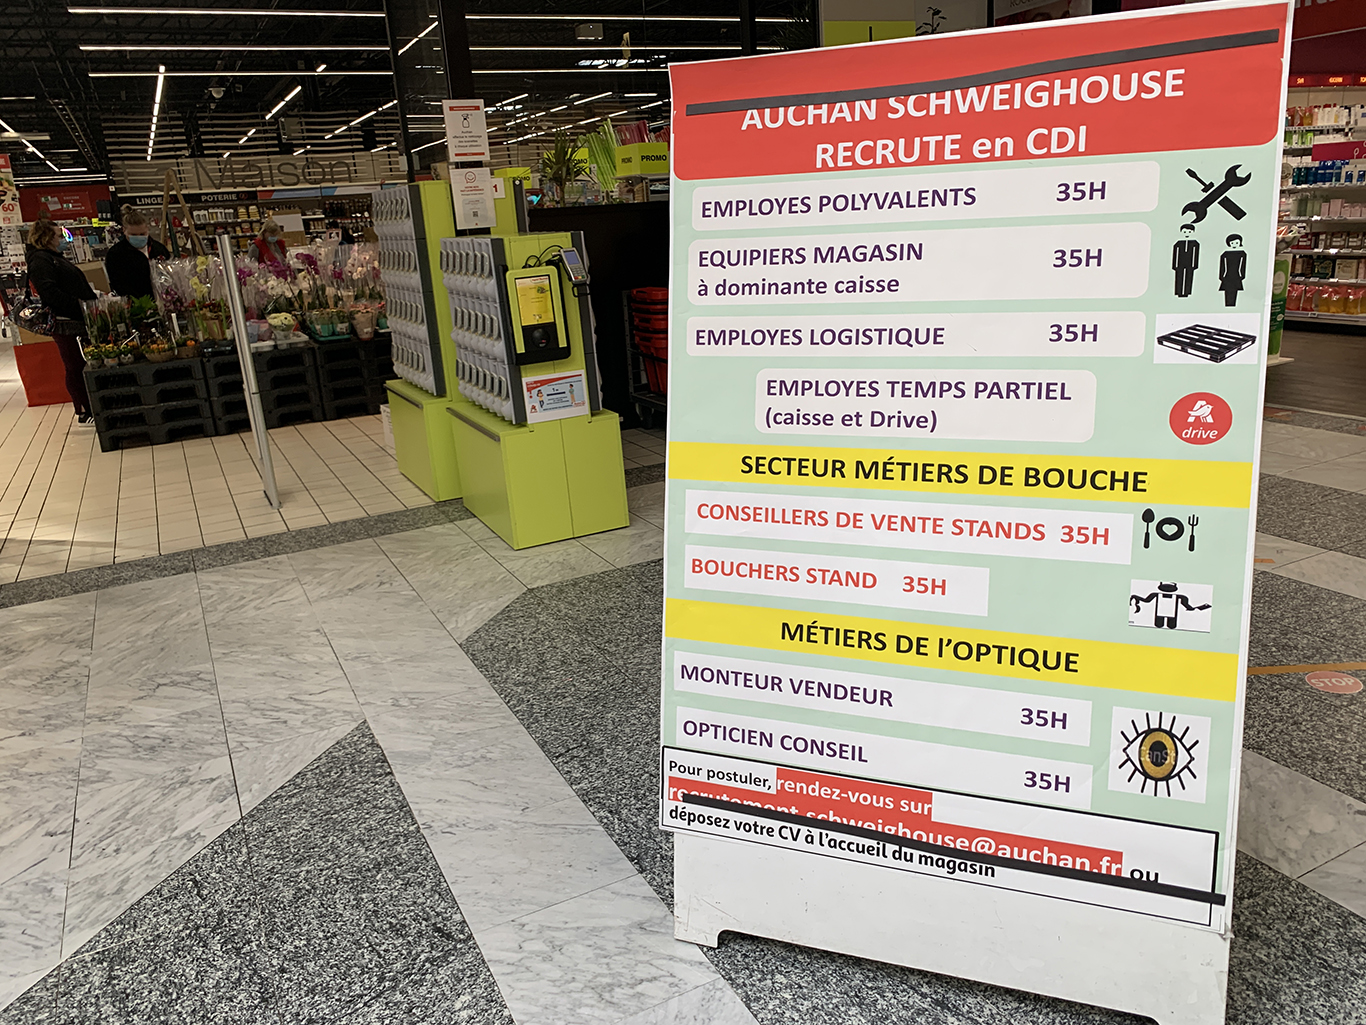 Maison
LINGE
POTERIE
1
PROMO
PROMO
AUCHAN SCHWEIGHOUSE
RECRUTE en CDI
EMPLOYES POLYVALENTS 35H
EQUIPIERS MAGASIN 35H
à dominante caisse
EMPLOYES LOGISTIQUE 35H
EMPLOYES TEMPS PARTIEL
(caisse et Drive)
drive
SECTEUR MÉTIERS DE BOUCHE
CONSEILLERS DE VENTE STANDS 35H
BOUCHERS STAND 35H
MÉTIERS DE l'OPTIQUE
MONTEUR VENDEUR 35H
OPTICIEN CONSEIL 35H
Pour postuler, rendez-vous sur
recrutement.schweighouse@auchan.fr ou
déposez votre CV à l'accueil du magasin
STOP